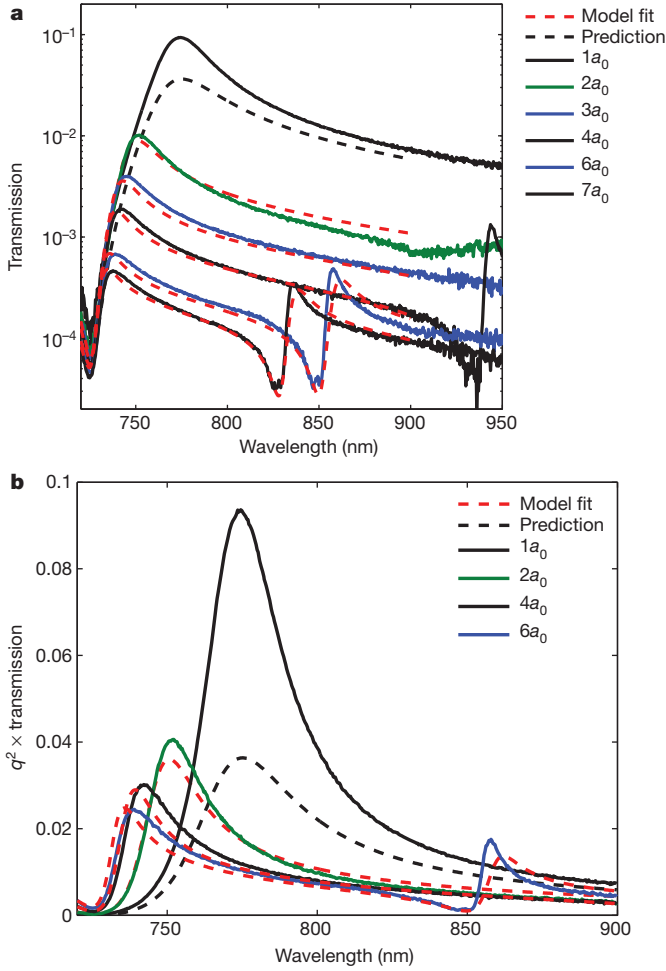 a
10⁻¹
10⁻²
10⁻³
10⁻⁴
Transmission
750
800
850
900
950
Wavelength (nm)
Model fit
Prediction
1a₀
2a₀
3a₀
4a₀
6a₀
7a₀
b
0.1
0.08
0.06
0.04
0.02
0
q² × transmission
750
800
850
900
Wavelength (nm)
Model fit
Prediction
1a₀
2a₀
4a₀
6a₀